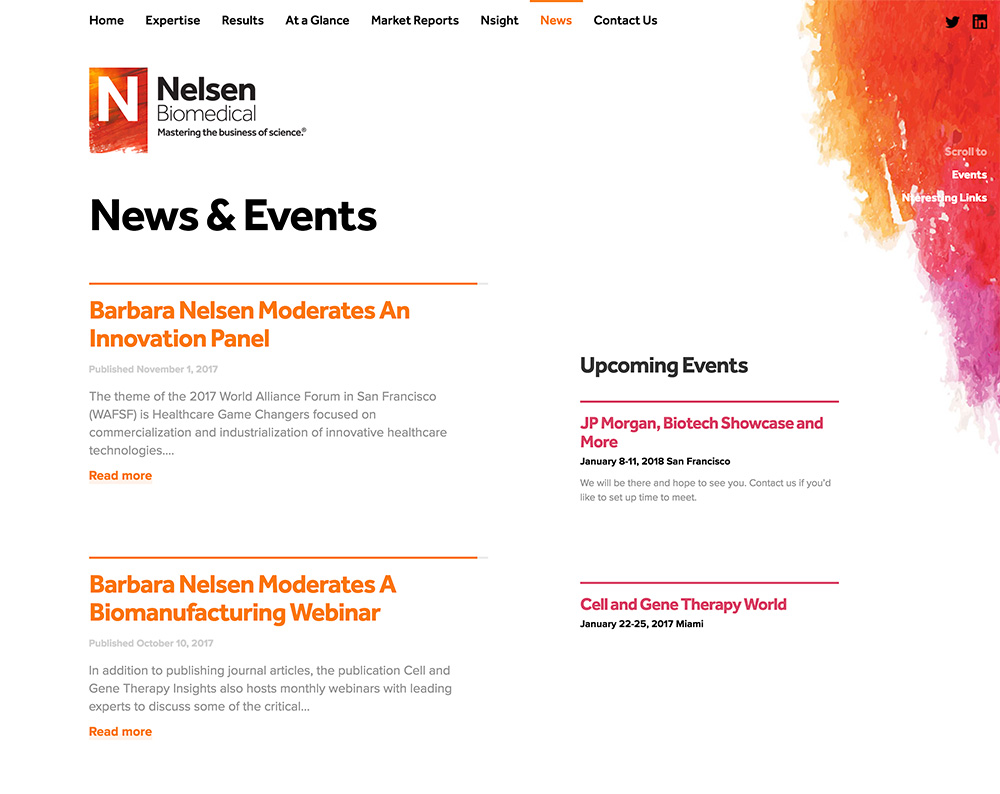 Home Expertise Results At a Glance Market Reports Nsight News Contact Us
N Nelsen
Biomedical
Mastering the business of science.®
Scroll to
Events
Nteresting Links
News & Events
Barbara Nelsen Moderates An
Innovation Panel
Published November 1, 2017
The theme of the 2017 World Alliance Forum in San Francisco
(WAFSF) is Healthcare Game Changers focused on
commercialization and industrialization of innovative healthcare
technologies....
Read more
Barbara Nelsen Moderates A
Biomanufacturing Webinar
Published October 10, 2017
In addition to publishing journal articles, the publication Cell and
Gene Therapy Insights also hosts monthly webinars with leading
experts to discuss some of the critical...
Read more
Upcoming Events
JP Morgan, Biotech Showcase and
More
January 8-11, 2018 San Francisco
We will be there and hope to see you. Contact us if you'd
like to set up time to meet.
Cell and Gene Therapy World
January 22-25, 2017 Miami